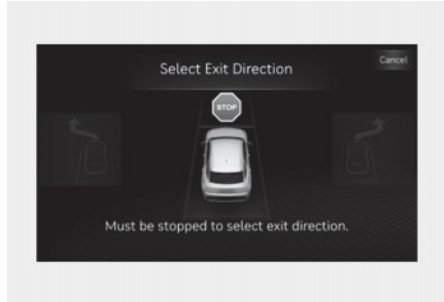 Select Exit Direction
Cancel
STOP
Must be stopped to select exit direction.